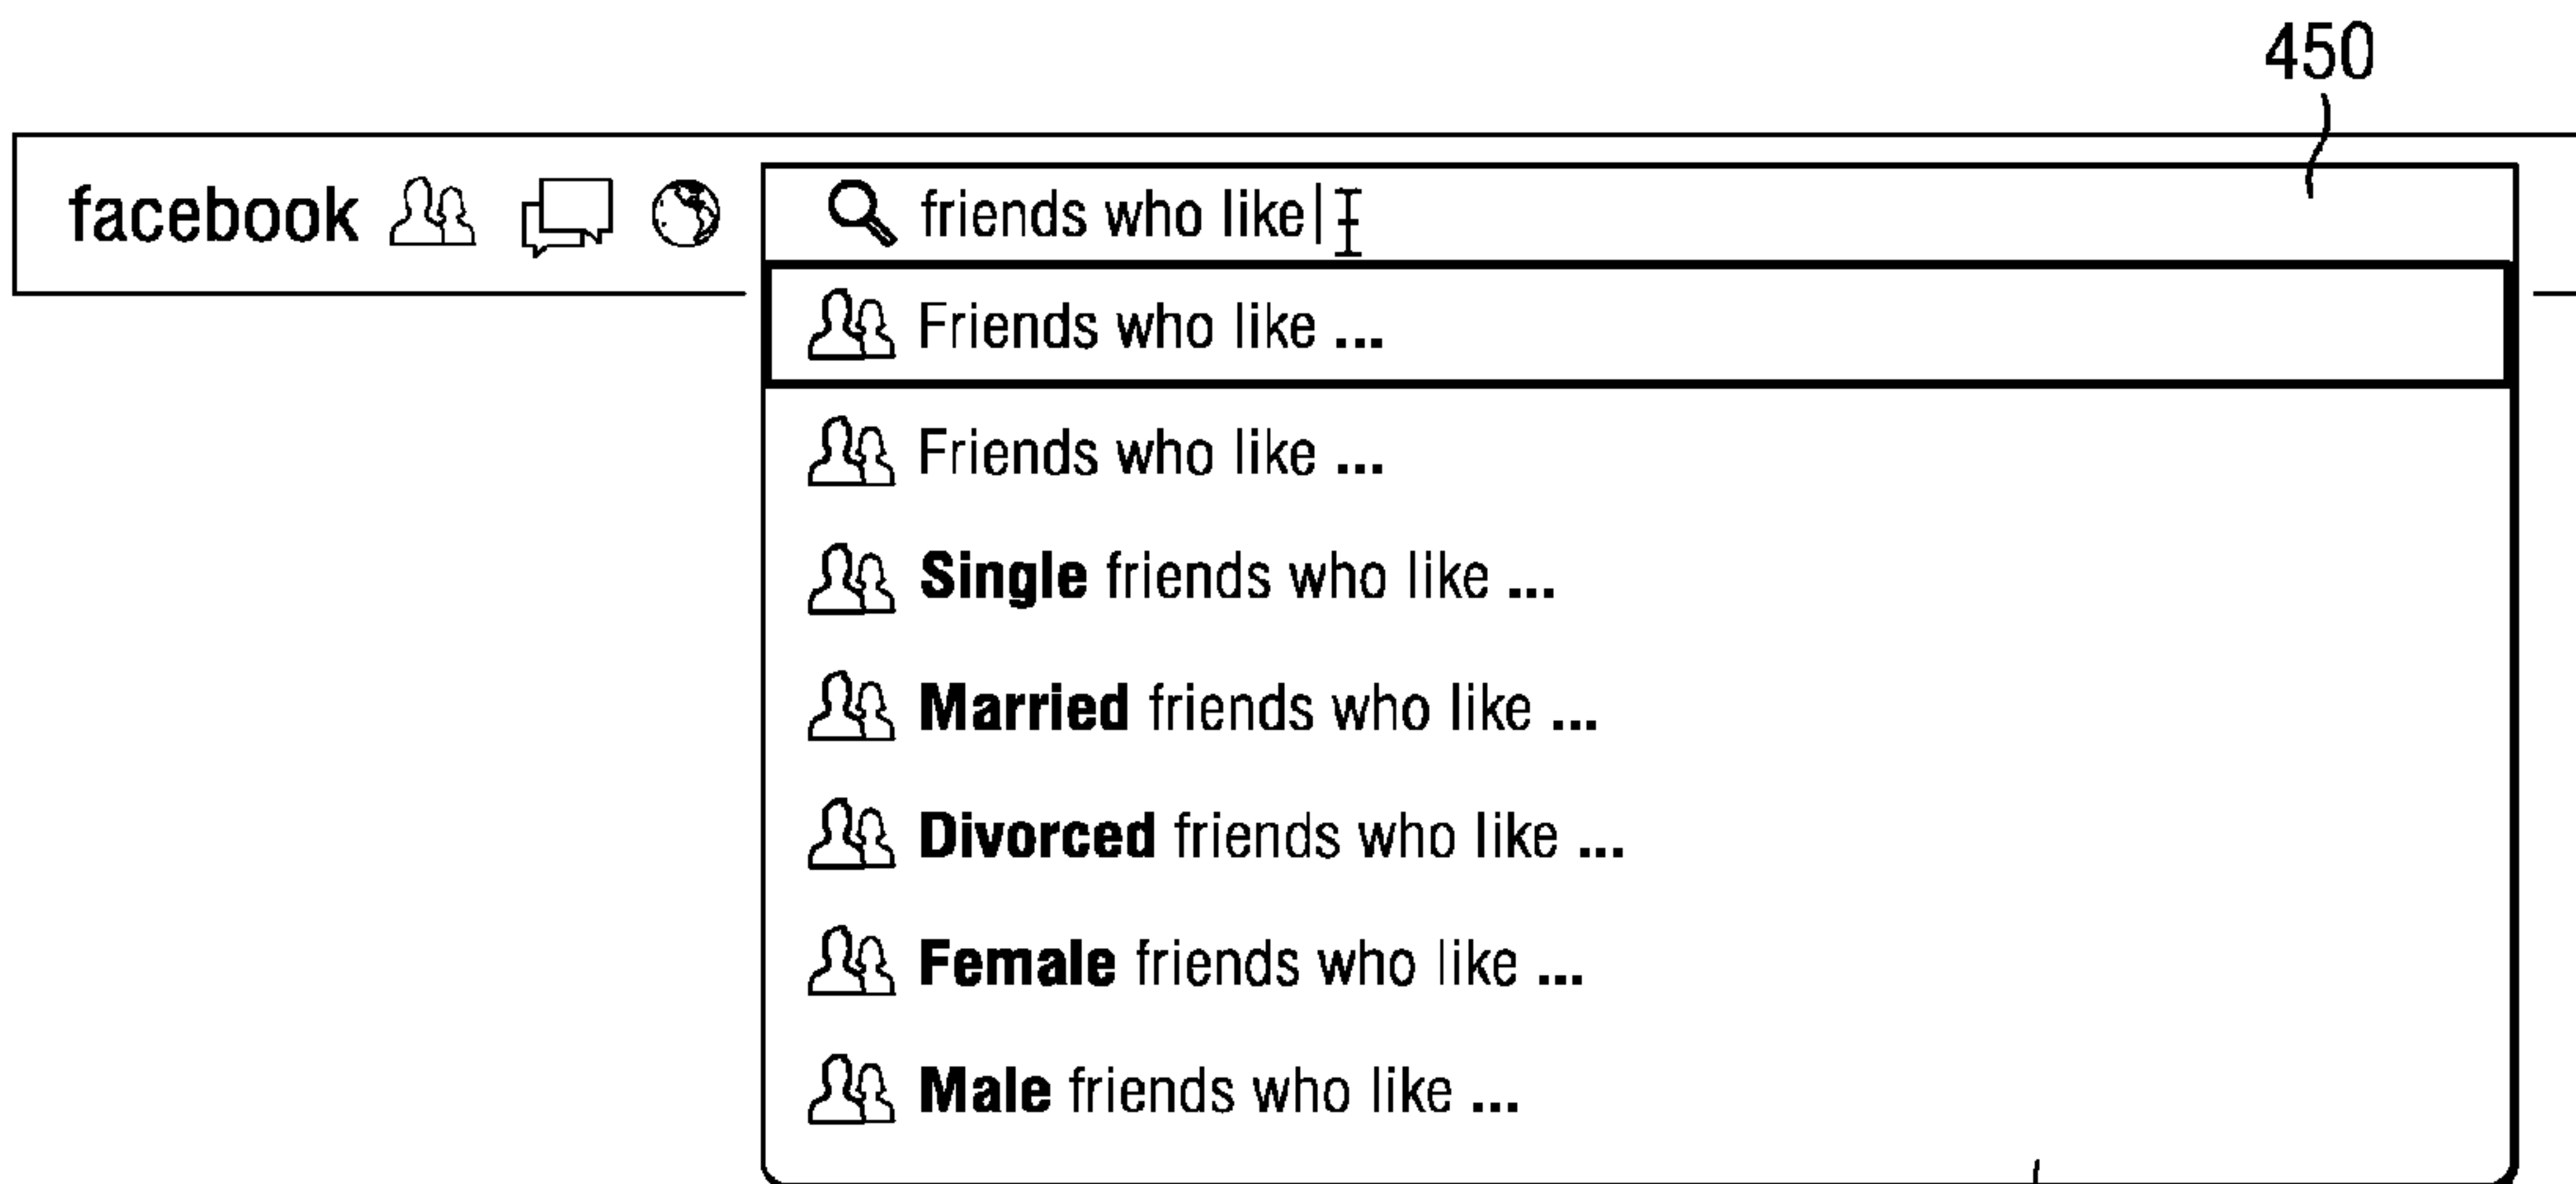 450
facebook friends who like
Friends who like ...
Friends who like ...
Single friends who like ...
Married friends who like ...
Divorced friends who like ...
Female friends who like ...
Male friends who like ...